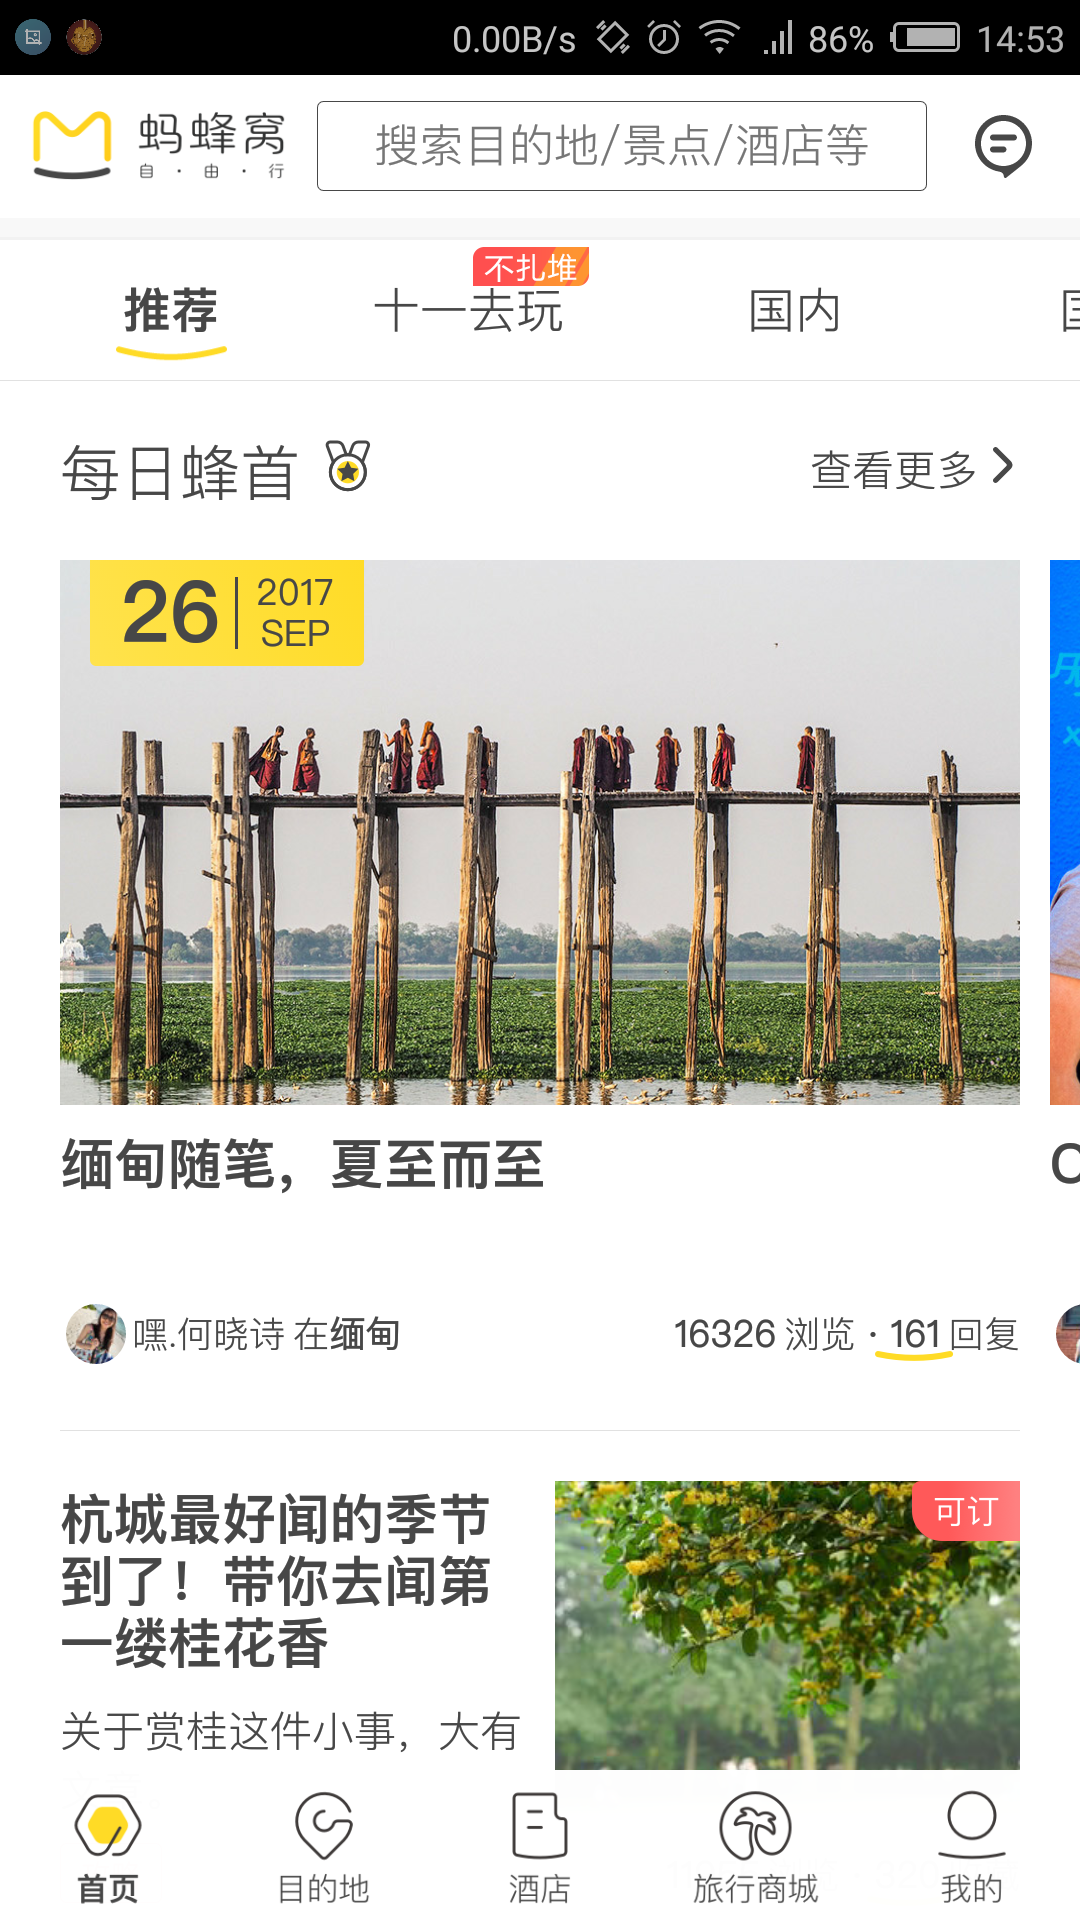 0.00B/s 86% 14:53
蚂蜂窝
自·由·行
搜索目的地/景点/酒店等
不扎堆
推荐 十一去玩 国内
每日蜂首 查看更多
26 2017
SEP
缅甸随笔，夏至而至
嘿.何晓诗 在缅甸 16326 浏览 · 161 回复
杭城最好闻的季节
到了！带你去闻第
一缕桂花香
可订
关于赏桂这件小事，大有
首页 目的地 酒店 旅行商城 我的